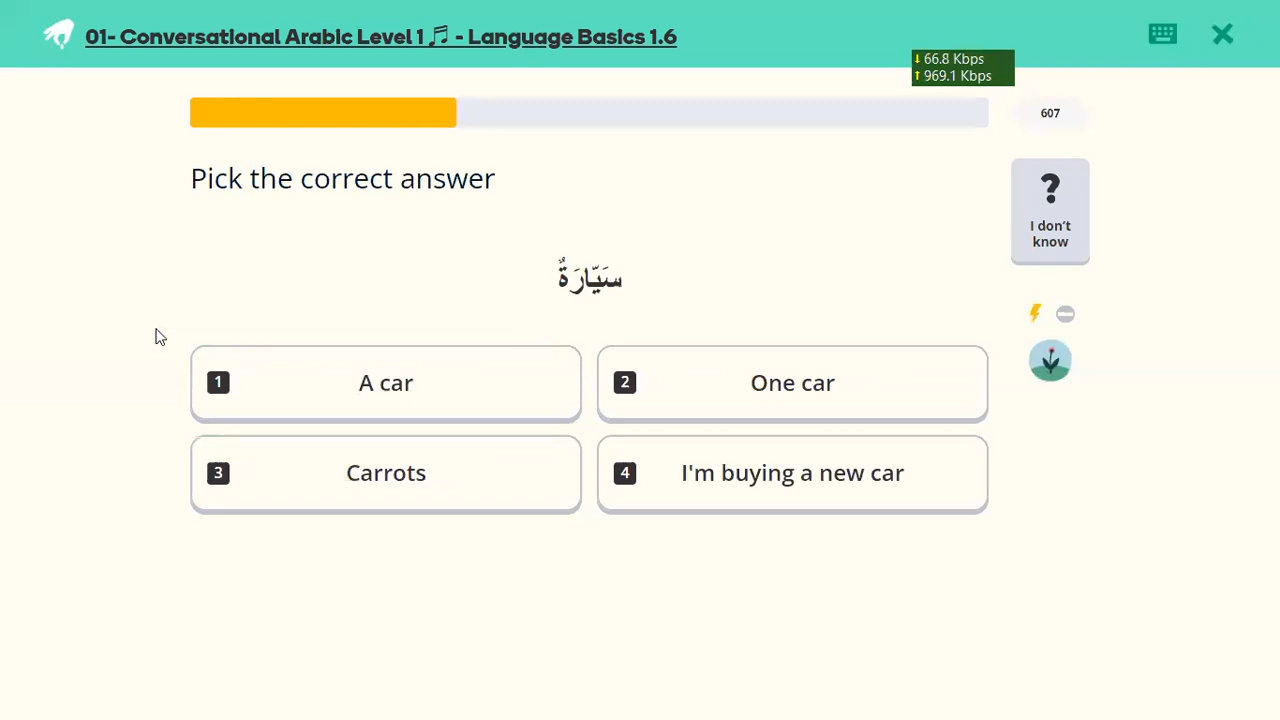 01- Conversational Arabic Level 1 🎵 - Language Basics 1.6
↓ 66.8 Kbps
↑ 969.1 Kbps
607
Pick the correct answer
?
I don't
know
سَيّارَةٌ
1 A car
2 One car
3 Carrots
4 I'm buying a new car